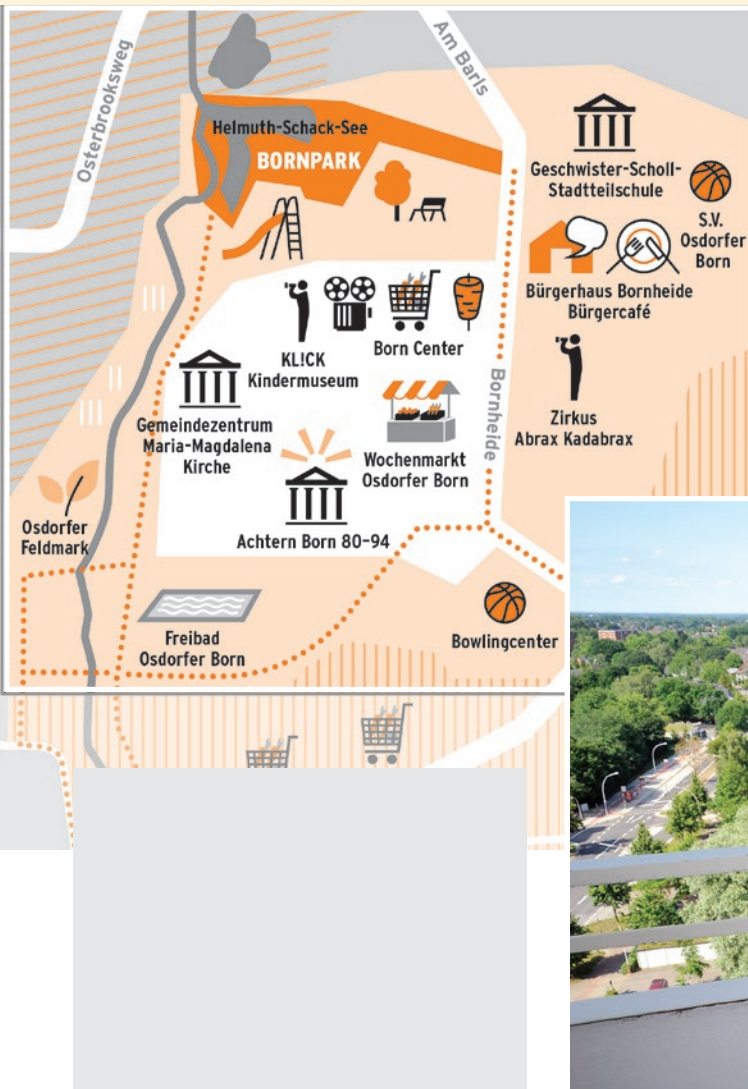 Osterbrooksweg
Am Barls
Helmuth-Schack-See
BORNPARK
Geschwister-Scholl-
Stadtteilschule
S.V.
Osdorfer
Born
Bürgerhaus Bornheide
Bürgercafé
KL!CK
Kindermuseum
Born Center
Bornheide
Zirkus
Abrax Kadabrax
Gemeindezentrum
Maria-Magdalena
Kirche
Wochenmarkt
Osdorfer Born
Achtern Born 80–94
Osdorfer
Feldmark
Freibad
Osdorfer Born
Bowlingcenter